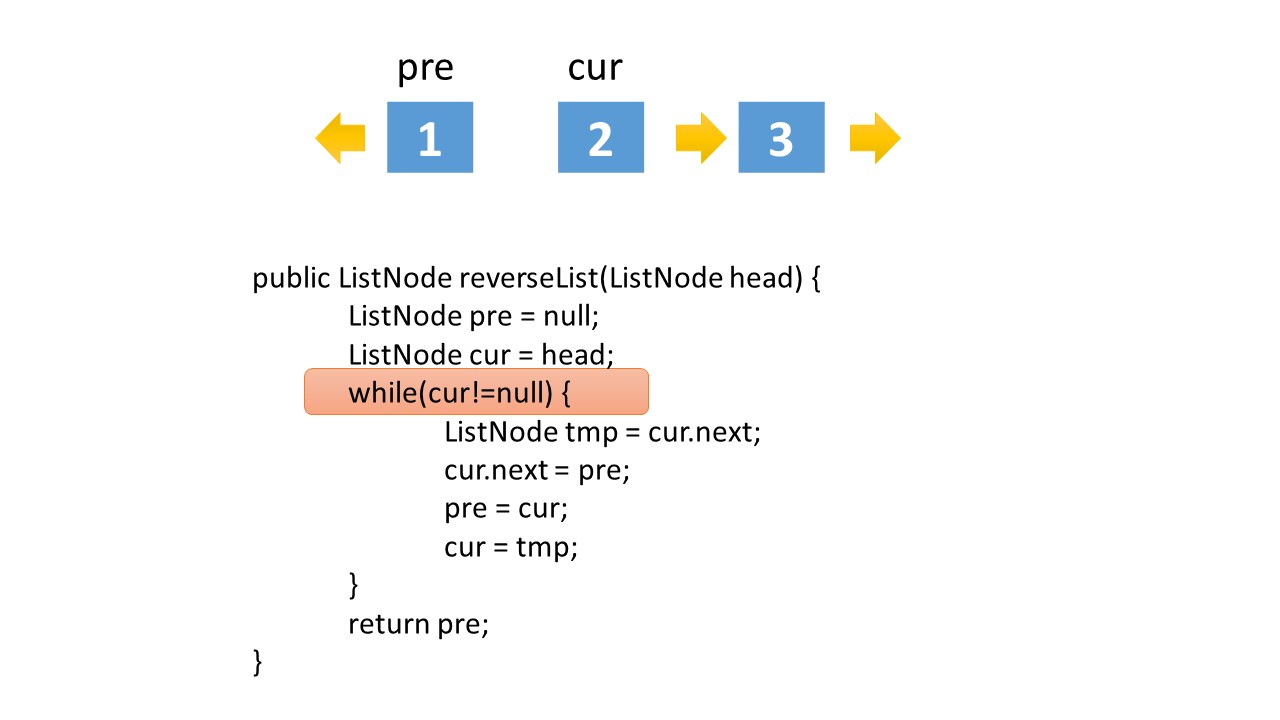 pre cur
1 2 3
public ListNode reverseList(ListNode head) {
ListNode pre = null;
ListNode cur = head;
while(cur!=null) {
ListNode tmp = cur.next;
cur.next = pre;
pre = cur;
cur = tmp;
}
return pre;
}